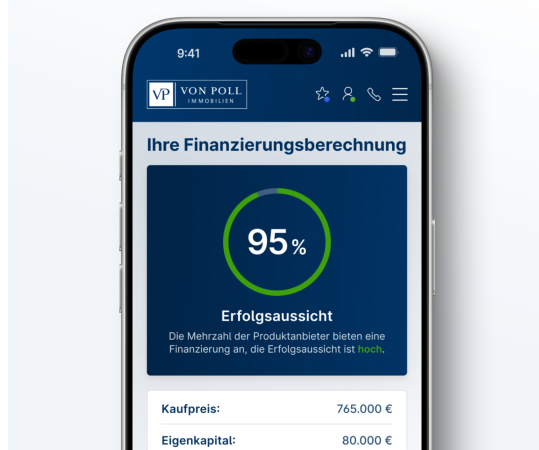 9:41
VP VON POLL
IMMOBILIEN
Ihre Finanzierungsberechnung
95 %
Erfolgsaussicht
Die Mehrzahl der Produktanbieter bieten eine
Finanzierung an, die Erfolgsaussicht ist hoch.
Kaufpreis: 765.000 €
Eigenkapital: 80.000 €